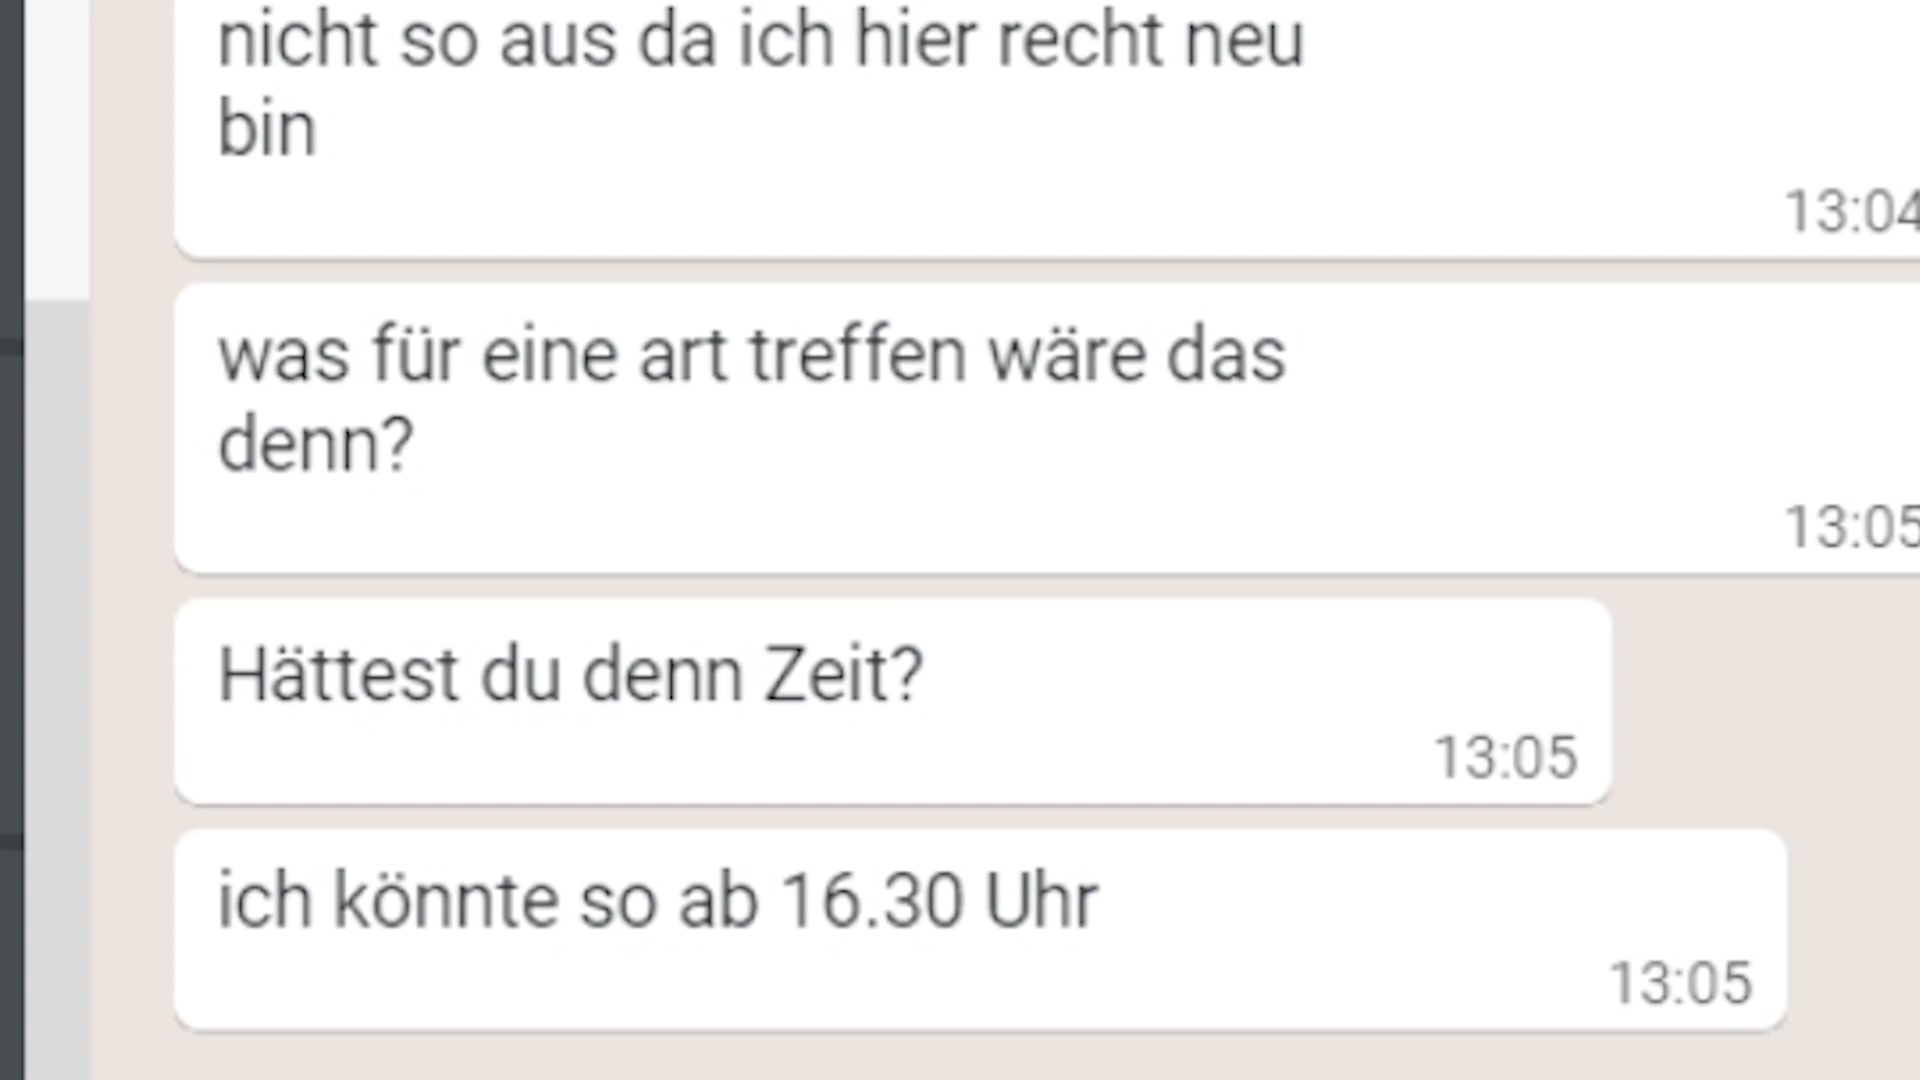 nicht so aus da ich hier recht neu
bin
13:04
was für eine art treffen wäre das
denn?
13:05
Hättest du denn Zeit?
13:05
ich könnte so ab 16.30 Uhr
13:05